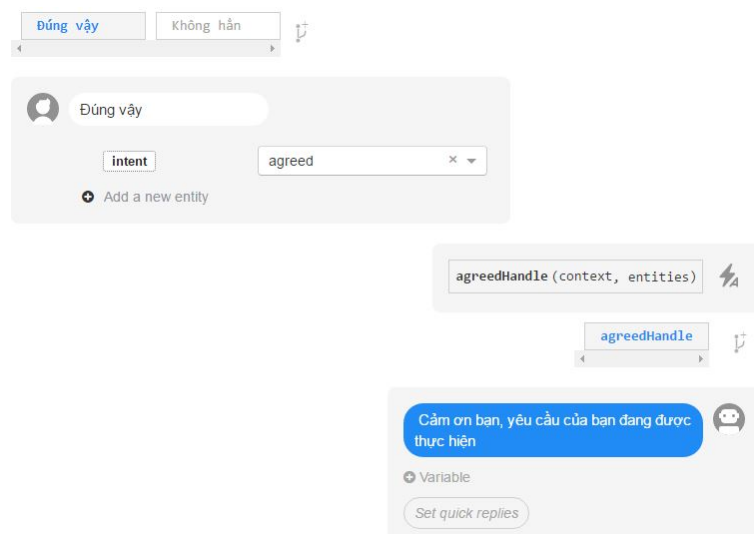 Đúng vậy
Không hẳn
Đúng vậy
intent
agreed
Add a new entity
agreedHandle(context, entities)
agreedHandle
Cảm ơn bạn, yêu cầu của bạn đang được
thực hiện
Variable
Set quick replies